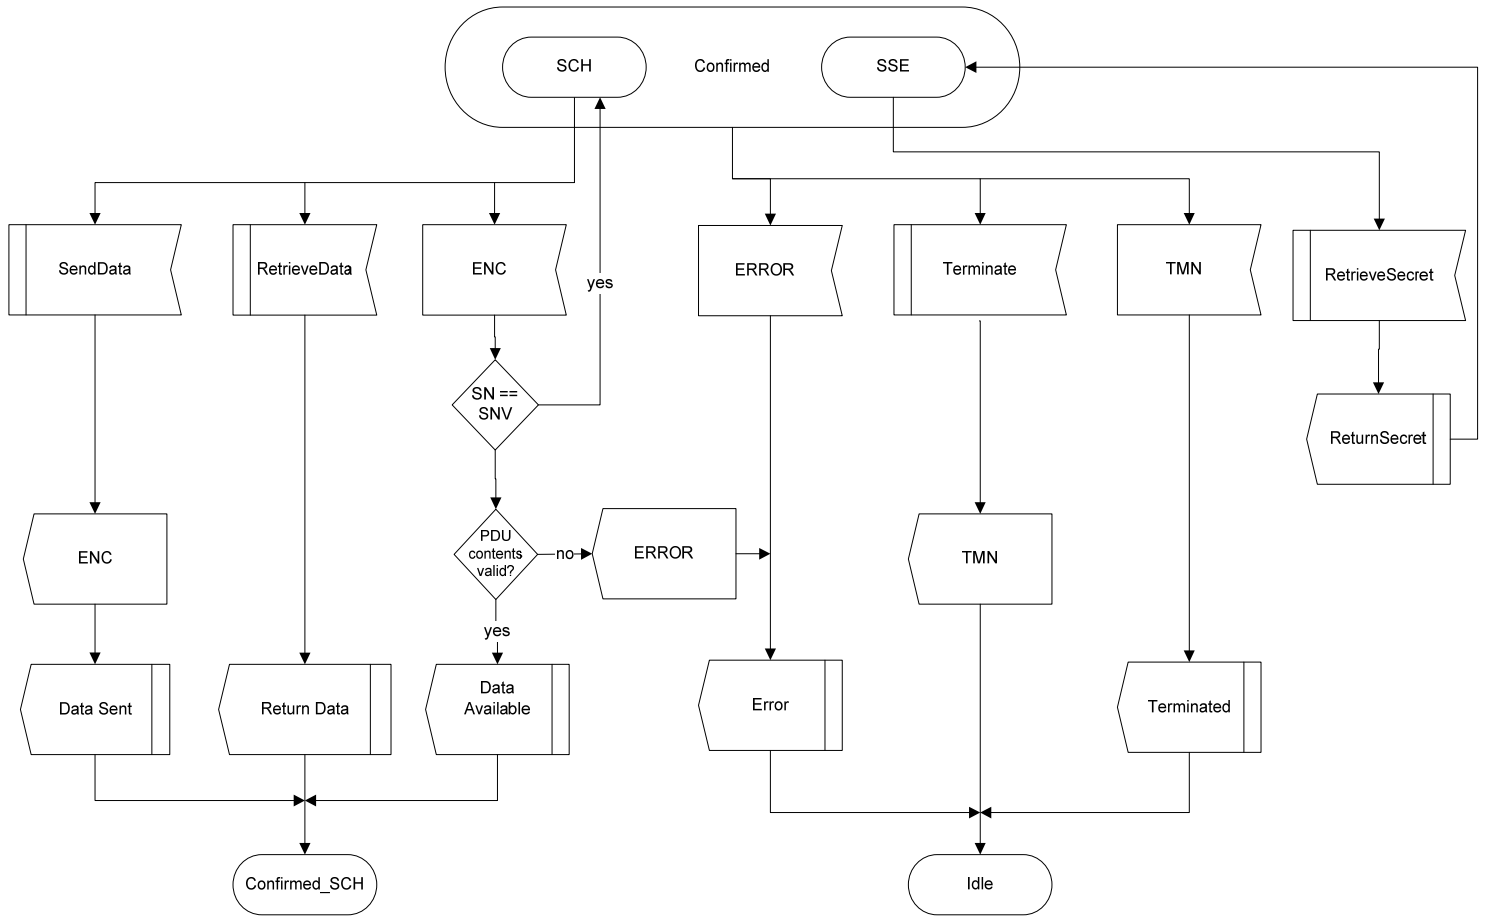 SCH
Confirmed
SSE
SendData
RetrieveData
ENC
yes
ERROR
Terminate
TMN
RetrieveSecret
SN ==
SNV
ReturnSecret
ENC
PDU
contents
valid?
no
ERROR
TMN
yes
Data Sent
Return Data
Data
Available
Error
Terminated
Confirmed_SCH
Idle